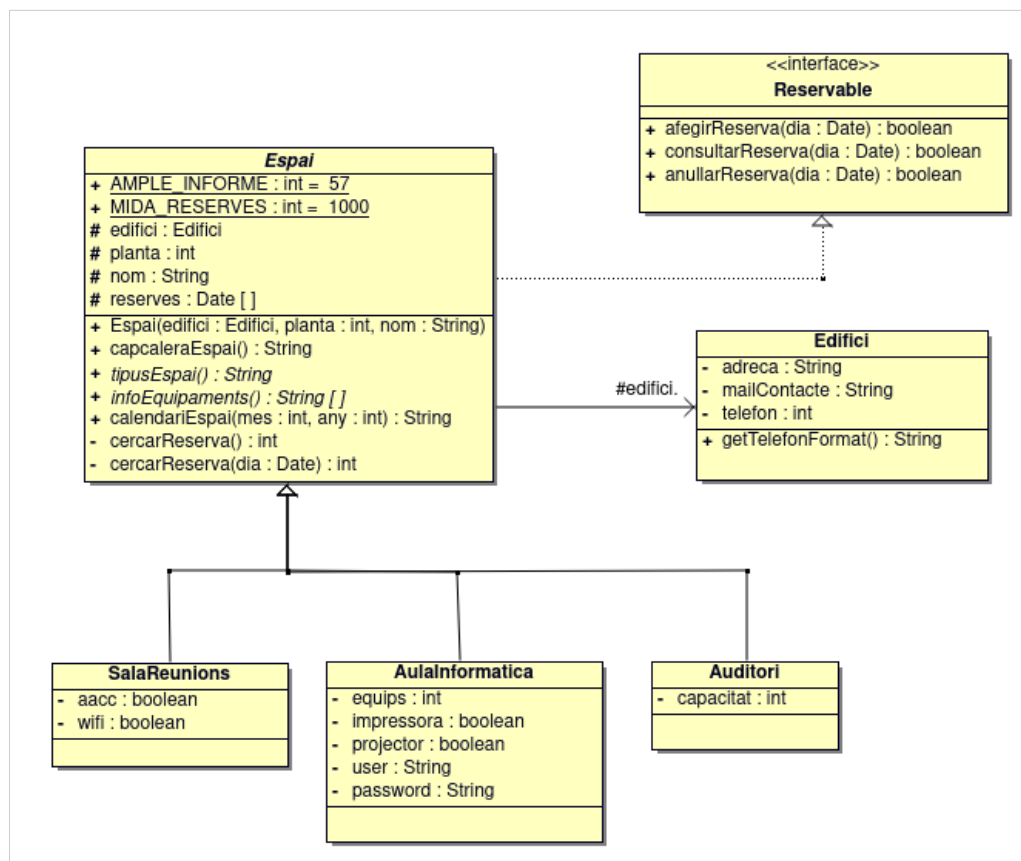 <<interface>>
Reservable
+ afegirReserva(dia : Date) : boolean
+ consultarReserva(dia : Date) : boolean
+ anullarReserva(dia : Date) : boolean
Espai
+ AMPLE_INFORME : int = 57
+ MIDA_RESERVES : int = 1000
# edifici : Edifici
# planta : int
# nom : String
# reserves : Date [ ]
+ Espai(edifici : Edifici, planta : int, nom : String)
+ capcaleraEspai() : String
+ tipusEspai() : String
+ infoEquipaments() : String [ ]
+ calendariEspai(mes : int, any : int) : String
- cercarReserva() : int
- cercarReserva(dia : Date) : int
#edifici.
Edifici
- adreca : String
- mailContacte : String
- telefon : int
+ getTelefonFormat() : String
SalaReunions
- aacc : boolean
- wifi : boolean
AulaInformatica
- equips : int
- impressora : boolean
- projector : boolean
- user : String
- password : String
Auditori
- capacitat : int